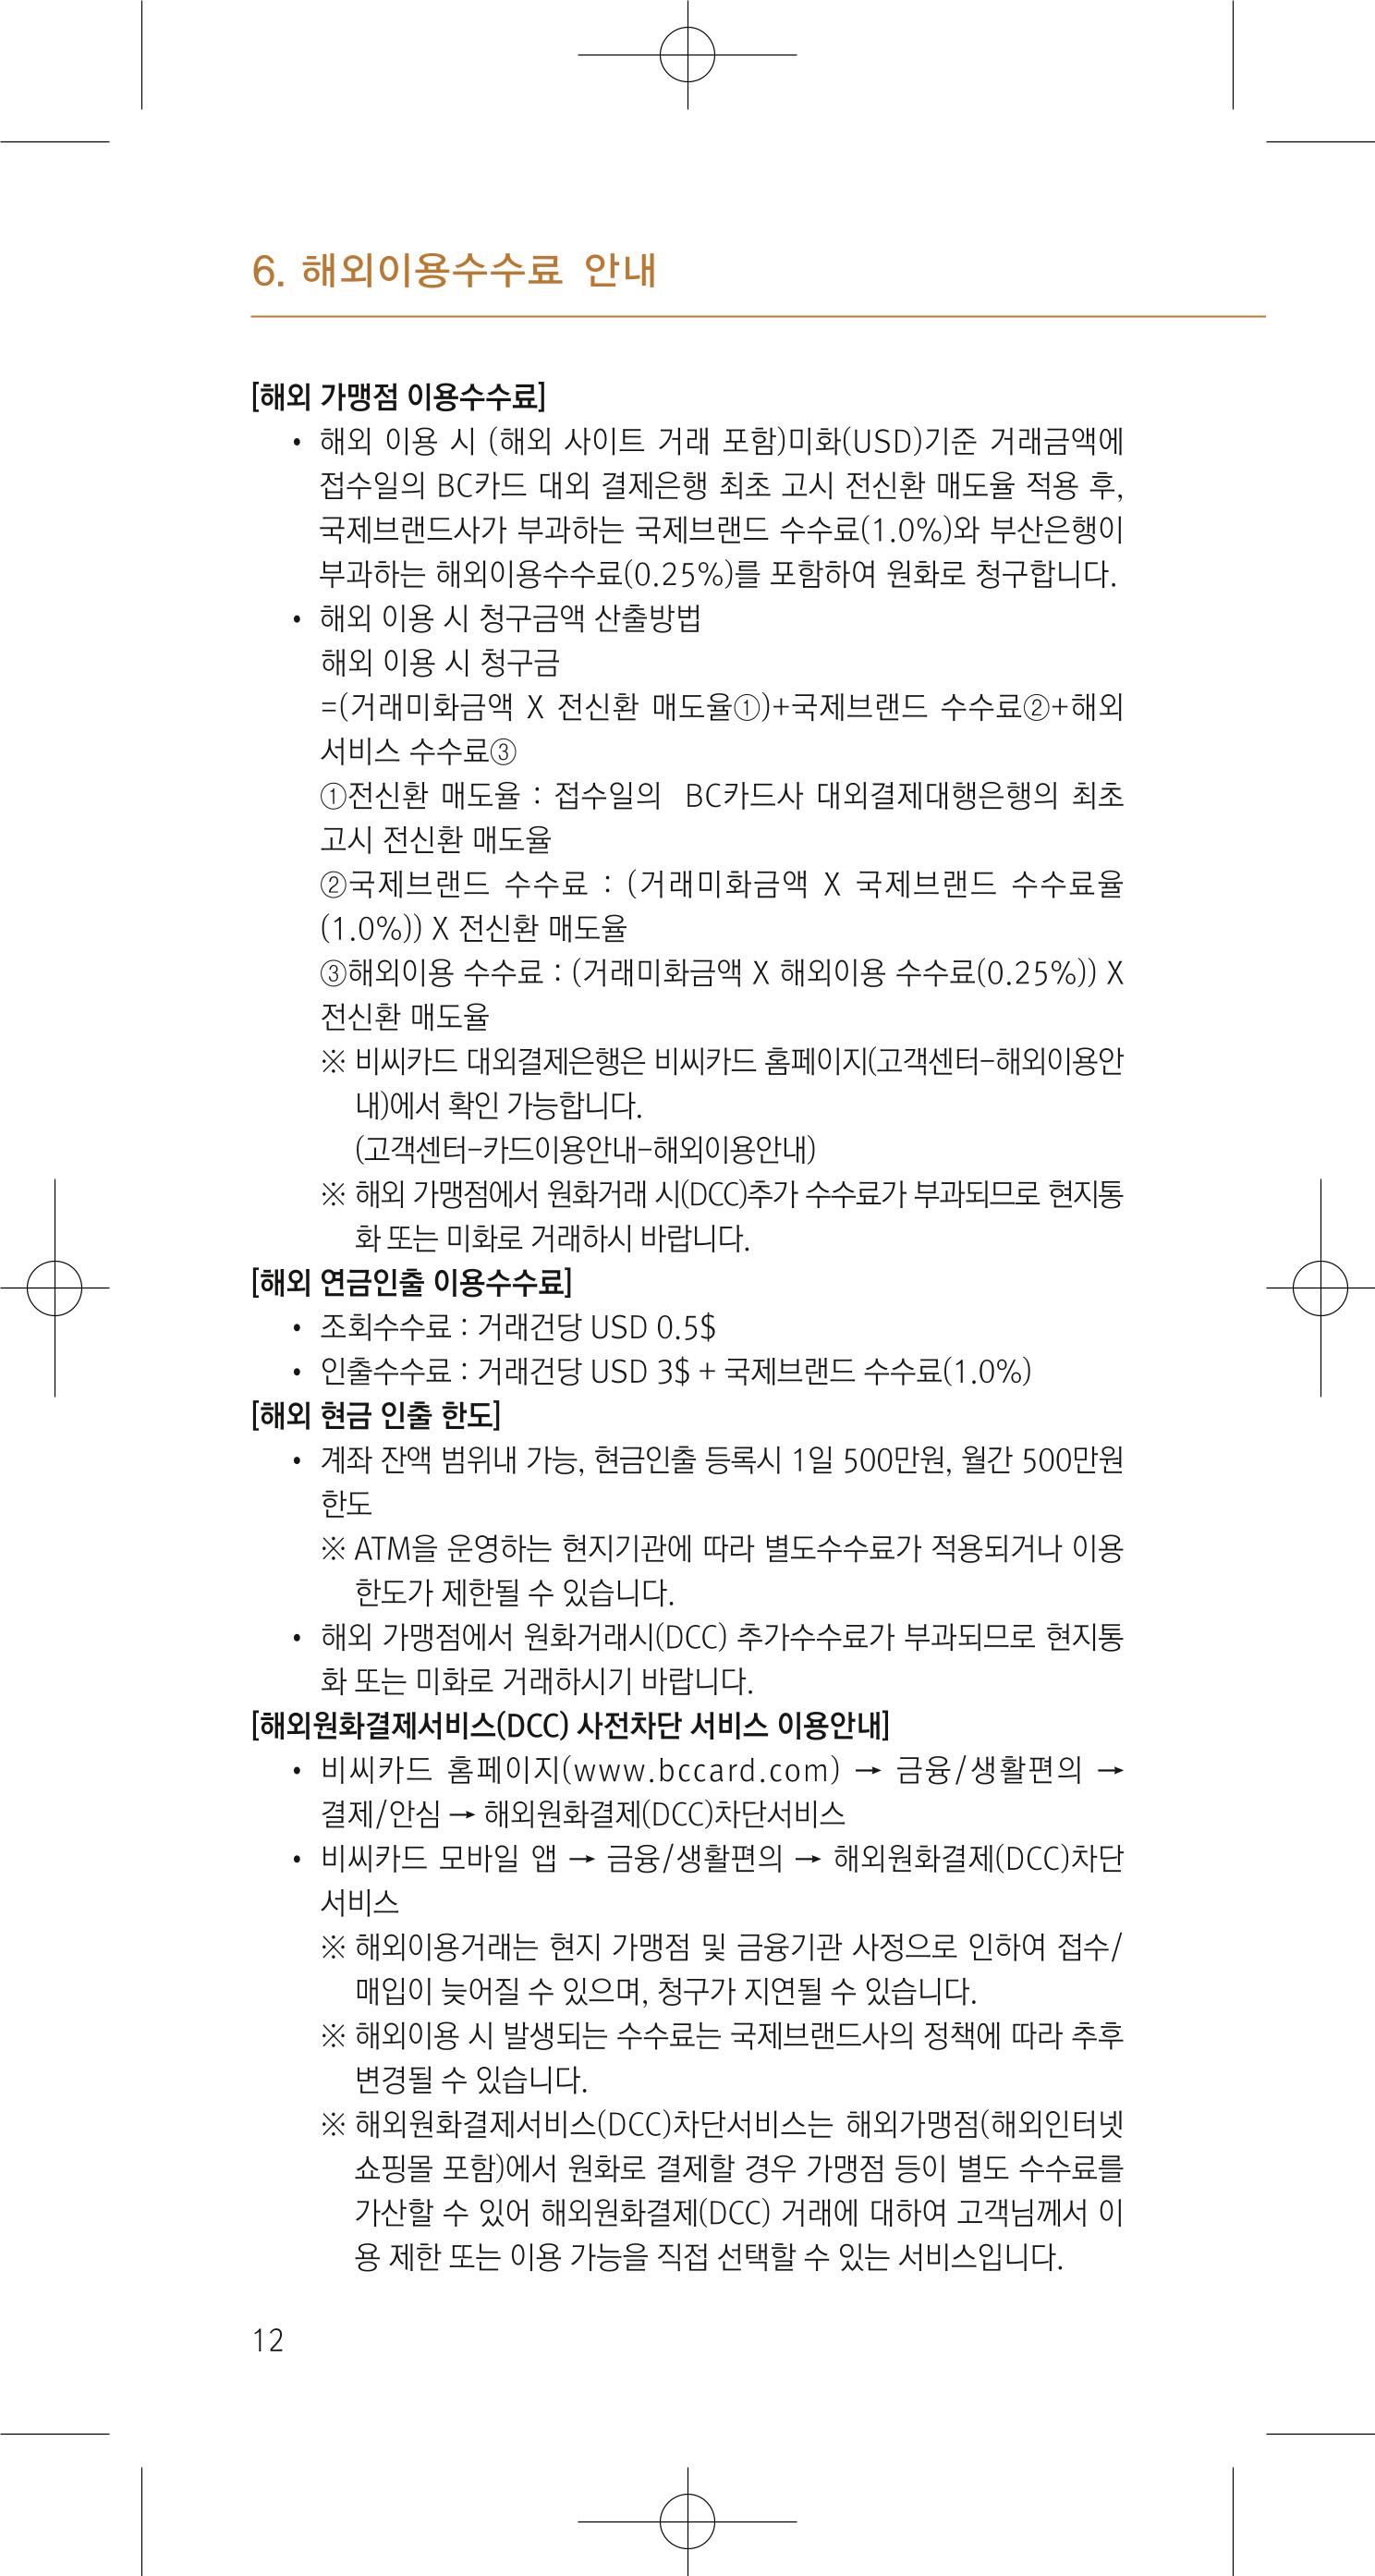 6. 해외이용수수료 안내
[해외 가맹점 이용수수료]
• 해외 이용 시 (해외 사이트 거래 포함)미화(USD)기준 거래금액에
접수일의 BC카드 대외 결제은행 최초 고시 전신환 매도율 적용 후,
국제브랜드사가 부과하는 국제브랜드 수수료(1.0%)와 부산은행이
부과하는 해외이용수수료(0.25%)를 포함하여 원화로 청구합니다.
• 해외 이용 시 청구금액 산출방법
해외 이용 시 청구금
=(거래미화금액 X 전신환 매도율①)+국제브랜드 수수료②+해외
서비스 수수료③
①전신환 매도율 : 접수일의 BC카드사 대외결제대행은행의 최초
고시 전신환 매도율
②국제브랜드 수수료 : (거래미화금액 X 국제브랜드 수수료율
(1.0%)) X 전신환 매도율
③해외이용 수수료 : (거래미화금액 X 해외이용 수수료(0.25%)) X
전신환 매도율
※ 비씨카드 대외결제은행은 비씨카드 홈페이지(고객센터-해외이용안
내)에서 확인 가능합니다.
(고객센터-카드이용안내-해외이용안내)
※ 해외 가맹점에서 원화거래 시(DCC)추가 수수료가 부과되므로 현지통
화 또는 미화로 거래하시 바랍니다.
[해외 연금인출 이용수수료]
• 조회수수료 : 거래건당 USD 0.5$
• 인출수수료 : 거래건당 USD 3$ + 국제브랜드 수수료(1.0%)
[해외 현금 인출 한도]
• 계좌 잔액 범위내 가능, 현금인출 등록시 1일 500만원, 월간 500만원
한도
※ ATM을 운영하는 현지기관에 따라 별도수수료가 적용되거나 이용
한도가 제한될 수 있습니다.
• 해외 가맹점에서 원화거래시(DCC) 추가수수료가 부과되므로 현지통
화 또는 미화로 거래하시기 바랍니다.
[해외원화결제서비스(DCC) 사전차단 서비스 이용안내]
• 비씨카드 홈페이지(www.bccard.com) → 금융/생활편의 →
결제/안심 → 해외원화결제(DCC)차단서비스
• 비씨카드 모바일 앱 → 금융/생활편의 → 해외원화결제(DCC)차단
서비스
※ 해외이용거래는 현지 가맹점 및 금융기관 사정으로 인하여 접수/
매입이 늦어질 수 있으며, 청구가 지연될 수 있습니다.
※ 해외이용 시 발생되는 수수료는 국제브랜드사의 정책에 따라 추후
변경될 수 있습니다.
※ 해외원화결제서비스(DCC)차단서비스는 해외가맹점(해외인터넷
쇼핑몰 포함)에서 원화로 결제할 경우 가맹점 등이 별도 수수료를
가산할 수 있어 해외원화결제(DCC) 거래에 대하여 고객님께서 이
용 제한 또는 이용 가능을 직접 선택할 수 있는 서비스입니다.
12